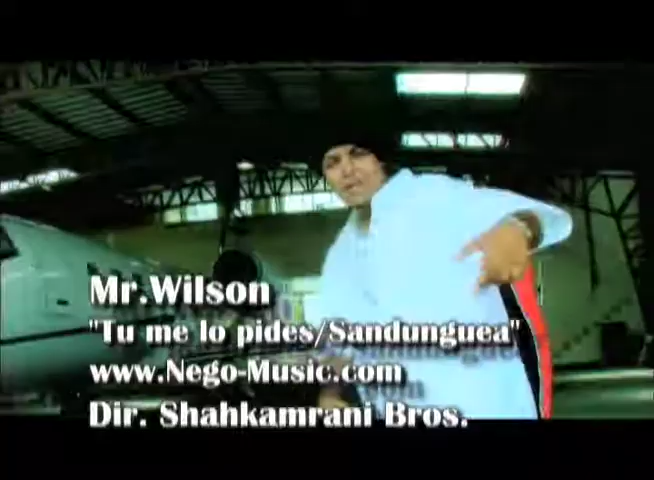 Mr.Wilson
"Tu me lo pides/Sandunguea"
www.Nego-Music.com
Dir. Shahkamrani Bros.